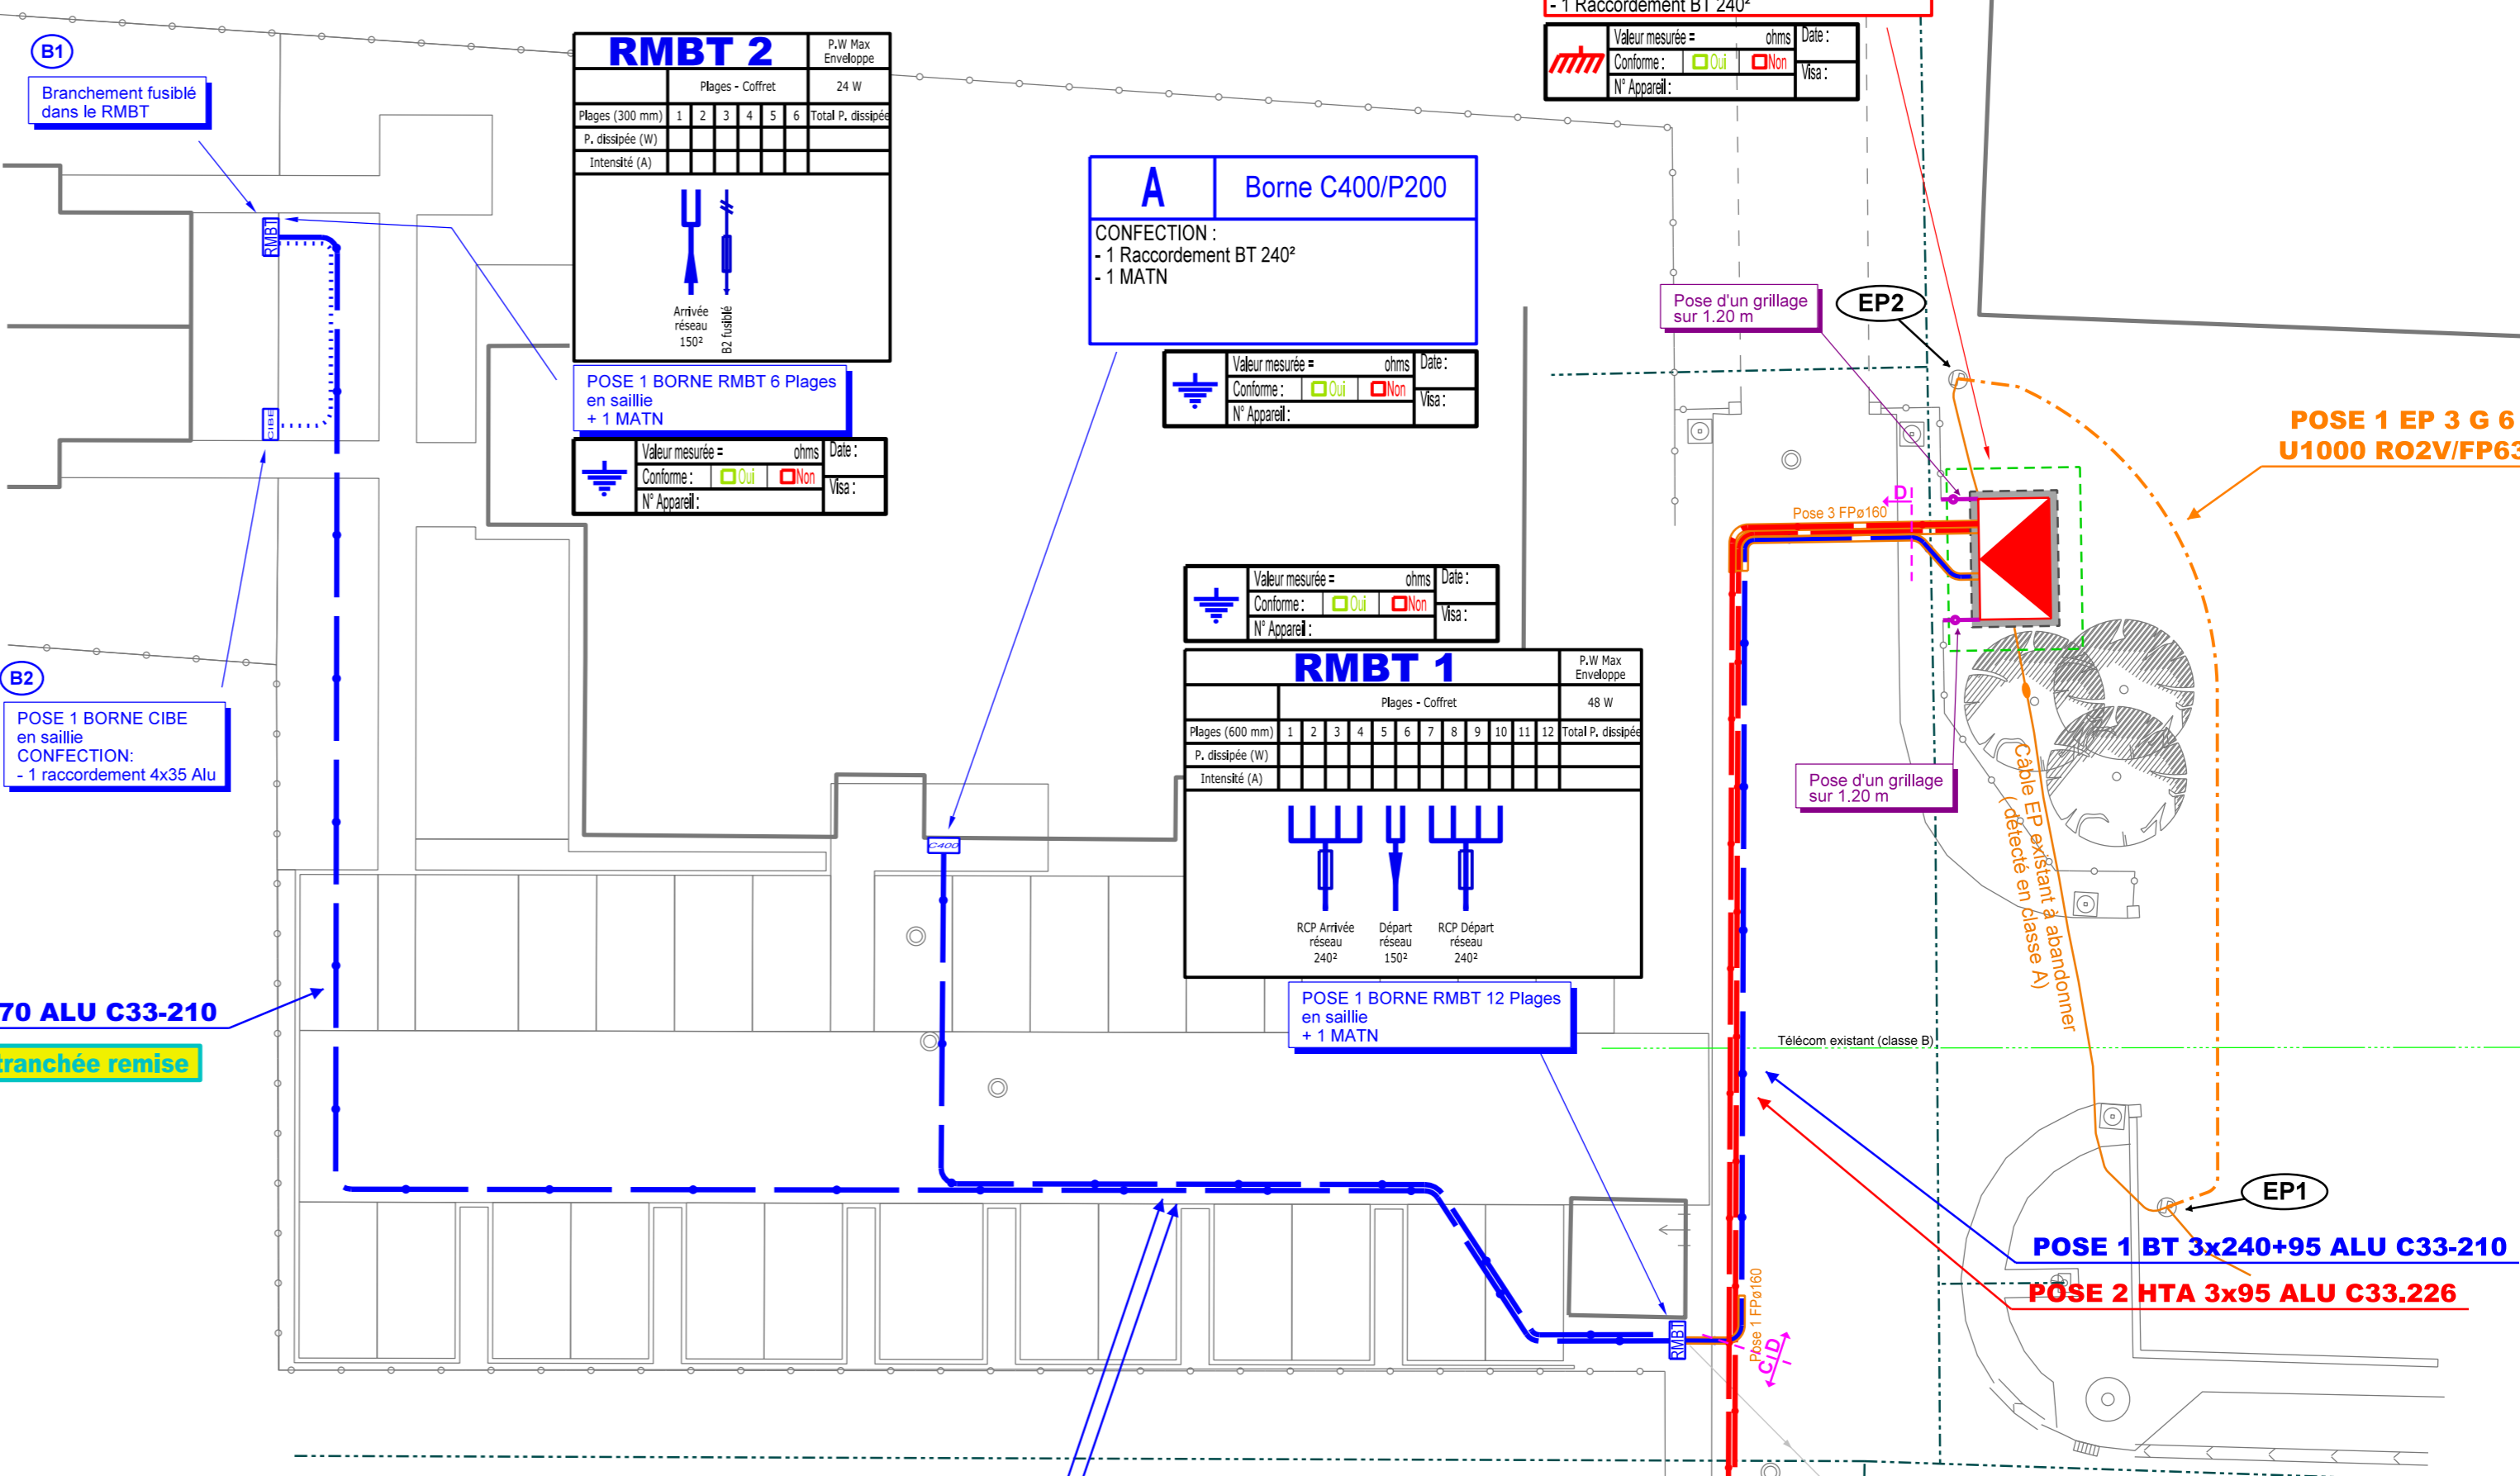 - 1 Raccordement BT 240²
Valeur mesurée = ohms
Date :
Conforme : Oui Non
Visa :
N° Appareil :
B1
Branchement fusiblé
dans le RMBT
RMBT 2
P.W Max
Enveloppe
Plages - Coffret
24 W
Plages (300 mm) 1 2 3 4 5 6 Total P. dissipée
P. dissipée (W)
Intensité (A)
Arrivée
réseau
150²
B2 fusiblé
POSE 1 BORNE RMBT 6 Plages
en saillie
+ 1 MATN
Valeur mesurée = ohms
Date :
Conforme : Oui Non
Visa :
N° Appareil :
RMBT
CIBE
A
Borne C400/P200
CONFECTION :
- 1 Raccordement BT 240²
- 1 MATN
Valeur mesurée = ohms
Date :
Conforme : Oui Non
Visa :
N° Appareil :
Pose d'un grillage
sur 1.20 m
EP2
POSE 1 EP 3 G 6
U1000 RO2V/FP63
D
Pose 3 FPø160
Valeur mesurée = ohms
Date :
Conforme : Oui Non
Visa :
N° Appareil :
RMBT 1
P.W Max
Enveloppe
Plages - Coffret
48 W
Plages (600 mm) 1 2 3 4 5 6 7 8 9 10 11 12 Total P. dissipée
P. dissipée (W)
Intensité (A)
RCP Arrivée
réseau
240²
Départ
réseau
150²
RCP Départ
réseau
240²
POSE 1 BORNE RMBT 12 Plages
en saillie
+ 1 MATN
B2
POSE 1 BORNE CIBE
en saillie
CONFECTION:
- 1 raccordement 4x35 Alu
C400
Pose d'un grillage
sur 1.20 m
Câble EP existant à abandonner
( détecté en classe A)
70 ALU C33-210
tranchée remise
Télécom existant (classe B)
EP1
POSE 1 BT 3x240+95 ALU C33-210
POSE 2 HTA 3x95 ALU C33.226
Pose 1 FPø160
RMBT
C D